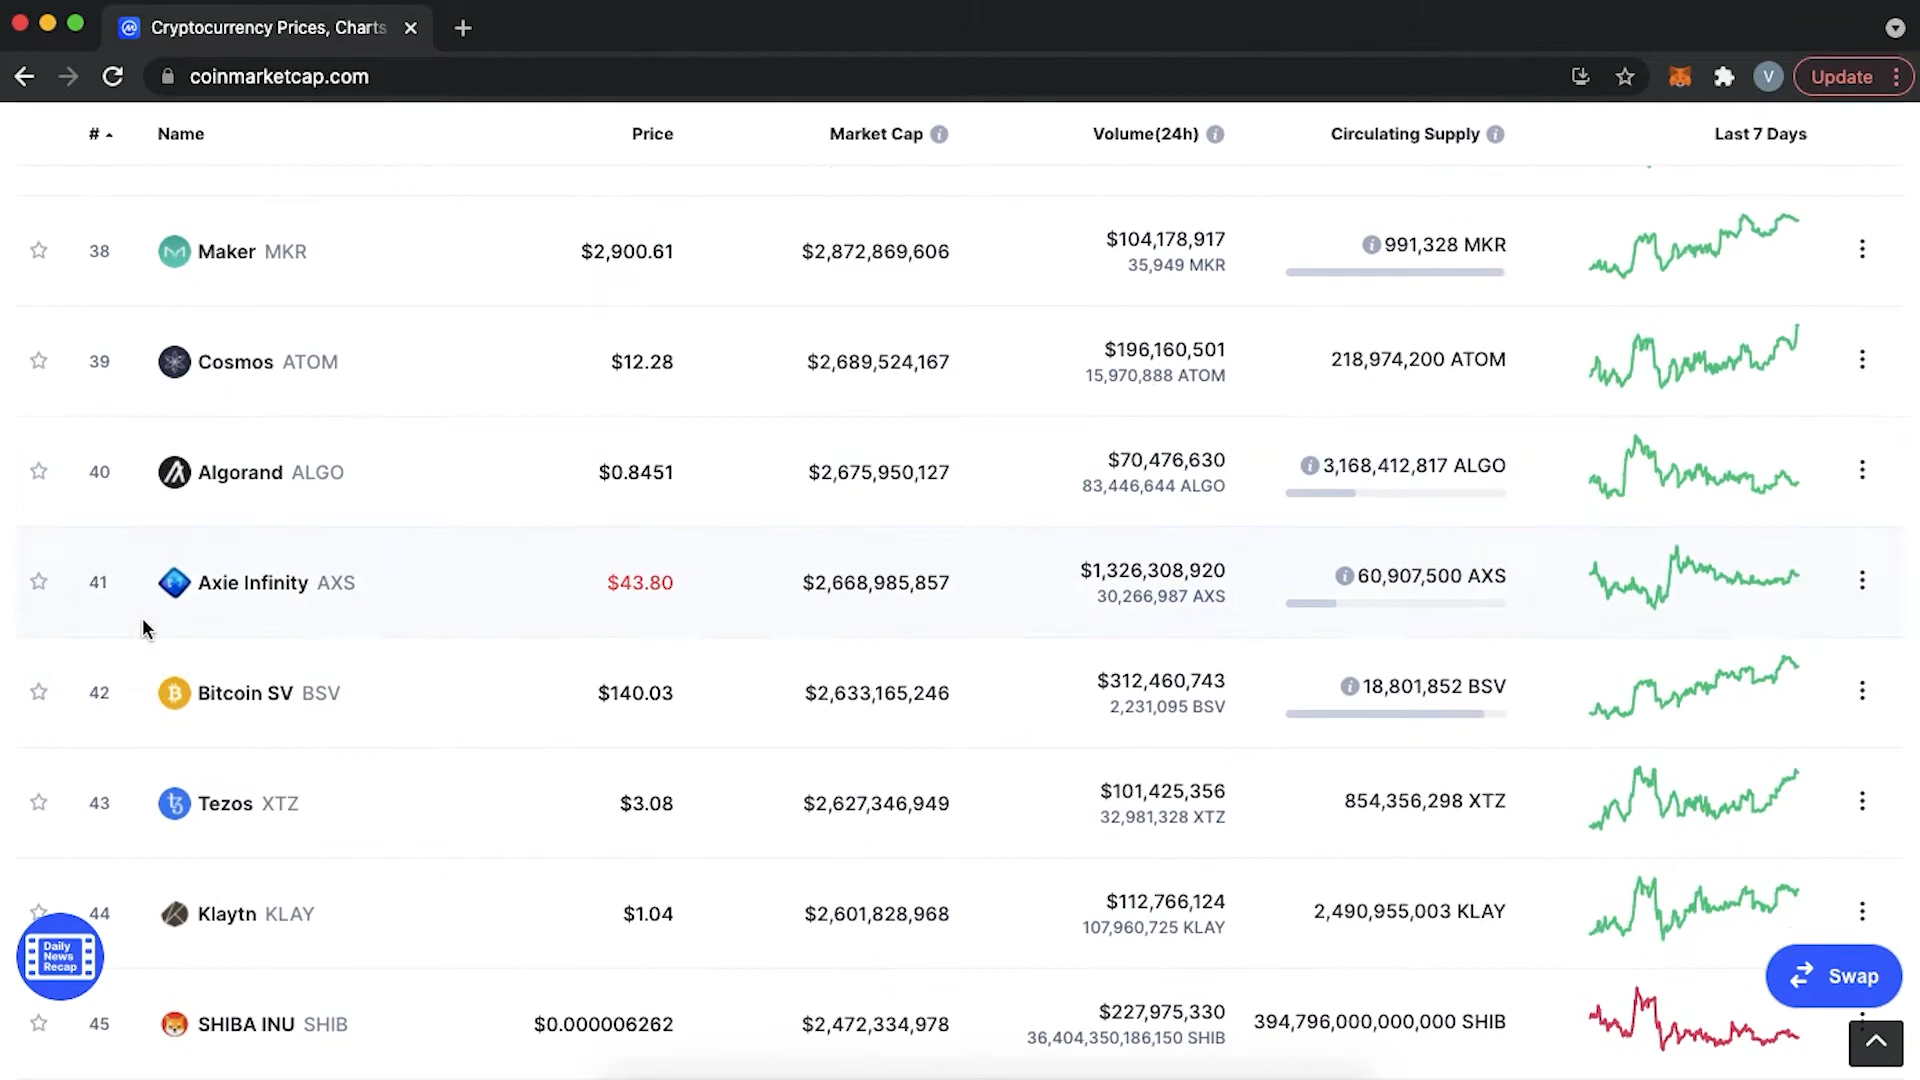 Cryptocurrency Prices, Charts
coinmarketcap.com
V
Update
# Name Price Market Cap Volume(24h) Circulating Supply Last 7 Days
38 Maker MKR $2,900.61 $2,872,869,606 $104,178,917 991,328 MKR
35,949 MKR
39 Cosmos ATOM $12.28 $2,689,524,167 $196,160,501 218,974,200 ATOM
15,970,888 ATOM
40 Algorand ALGO $0.8451 $2,675,950,127 $70,476,630 3,168,412,817 ALGO
83,446,644 ALGO
41 Axie Infinity AXS $43.80 $2,668,985,857 $1,326,308,920 60,907,500 AXS
30,266,987 AXS
42 Bitcoin SV BSV $140.03 $2,633,165,246 $312,460,743 18,801,852 BSV
2,231,095 BSV
43 Tezos XTZ $3.08 $2,627,346,949 $101,425,356 854,356,298 XTZ
32,981,328 XTZ
44 Klaytn KLAY $1.04 $2,601,828,968 $112,766,124 2,490,955,003 KLAY
107,960,725 KLAY
Daily
News
Recap
Swap
45 SHIBA INU SHIB $0.000006262 $2,472,334,978 $227,975,330 394,796,000,000,000 SHIB
36,404,350,186,150 SHIB